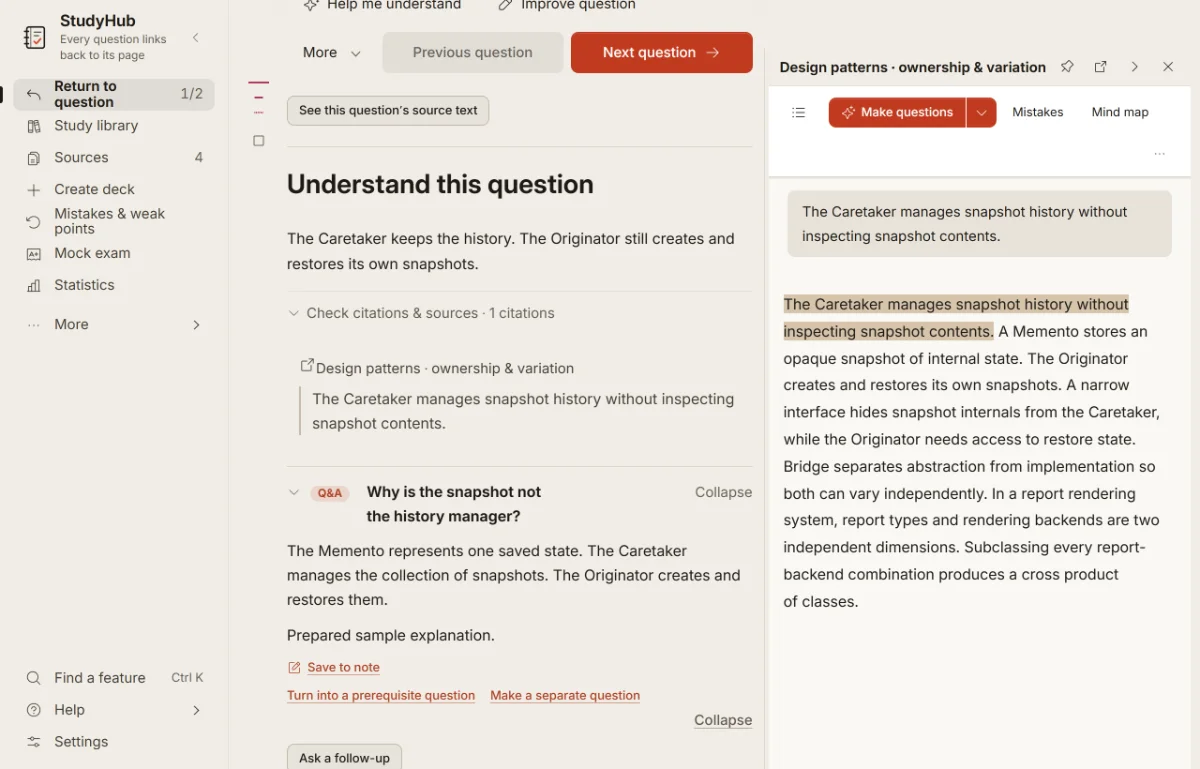 StudyHub
Every question links
back to its page
Return to
question
1/2
Study library
Sources
4
Create deck
Mistakes & weak
points
Mock exam
Statistics
More
Find a feature
Ctrl K
Help
Settings
Help me understand
Improve question
More
Previous question
Next question
See this question's source text
Understand this question
The Caretaker keeps the history. The Originator still creates and
restores its own snapshots.
Check citations & sources · 1 citations
Design patterns · ownership & variation
The Caretaker manages snapshot history without inspecting
snapshot contents.
Q&A
Why is the snapshot not
the history manager?
Collapse
The Memento represents one saved state. The Caretaker
manages the collection of snapshots. The Originator creates and
restores them.
Prepared sample explanation.
Save to note
Turn into a prerequisite question
Make a separate question
Collapse
Ask a follow-up
Design patterns · ownership & variation
Make questions
Mistakes
Mind map
The Caretaker manages snapshot history without
inspecting snapshot contents.
The Caretaker manages snapshot history without
inspecting snapshot contents. A Memento stores an
opaque snapshot of internal state. The Originator
creates and restores its own snapshots. A narrow
interface hides snapshot internals from the Caretaker,
while the Originator needs access to restore state.
Bridge separates abstraction from implementation so
both can vary independently. In a report rendering
system, report types and rendering backends are two
independent dimensions. Subclassing every report-
backend combination produces a cross product
of classes.